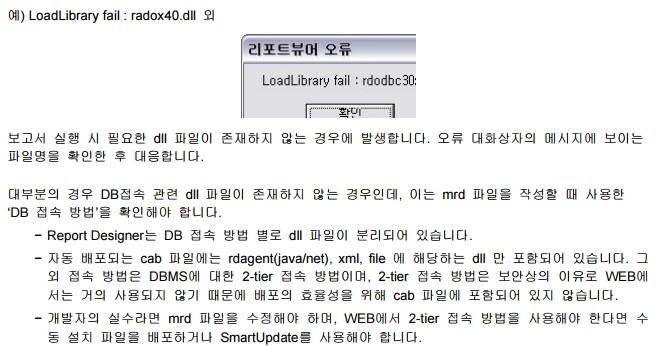 예) LoadLibrary fail : radox40.dll 외
리포트뷰어 오류
LoadLibrary fail : rdodbc30
확인
보고서 실행 시 필요한 dll 파일이 존재하지 않는 경우에 발생합니다. 오류 대화상자의 메시지에 보이는
파일명을 확인한 후 대응합니다.
대부분의 경우 DB접속 관련 dll 파일이 존재하지 않는 경우인데, 이는 mrd 파일을 작성할 때 사용한
‘DB 접속 방법’을 확인해야 합니다.
− Report Designer는 DB 접속 방법 별로 dll 파일이 분리되어 있습니다.
− 자동 배포되는 cab 파일에는 rdagent(java/net), xml, file 에 해당하는 dll 만 포함되어 있습니다. 그
외 접속 방법은 DBMS에 대한 2-tier 접속 방법이며, 2-tier 접속 방법은 보안상의 이유로 WEB에
서는 거의 사용되지 않기 때문에 배포의 효율성을 위해 cab 파일에 포함되어 있지 않습니다.
− 개발자의 실수라면 mrd 파일을 수정해야 하며, WEB에서 2-tier 접속 방법을 사용해야 한다면 수
동 설치 파일을 배포하거나 SmartUpdate를 사용해야 합니다.